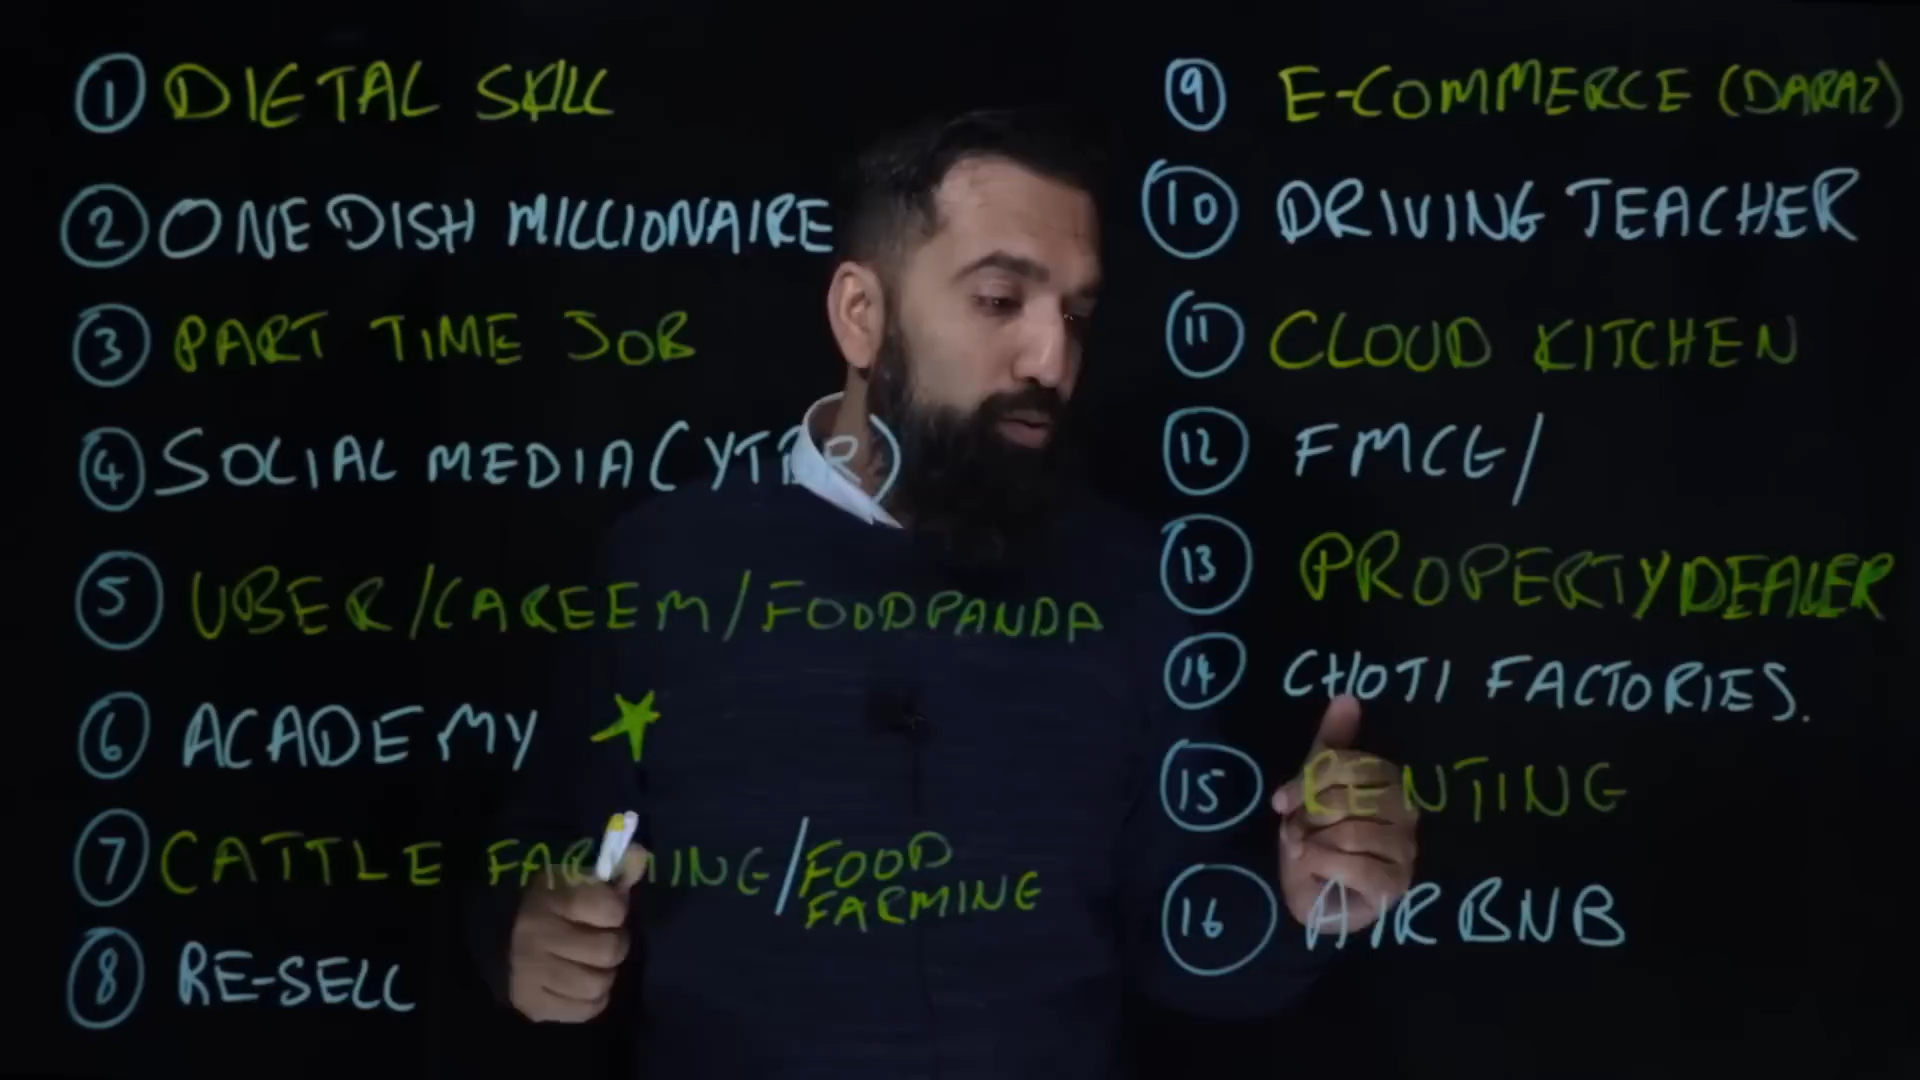 1 DIGTAL SKILL
2 ONE DISH MILLIONAIRE
3 PART TIME JOB
4 SOCIAL MEDIA (YT
5 UBER/CAREEM/FOODPANDA
6 ACADEMY
7 CATTLE FARMING/FOOD
FARMING
8 RE-SELL
9 E-COMMERCE (DARAZ)
10 DRIVING TEACHER
11 CLOUD KITCHEN
12 FMCG/
13 PROPERTY DEALER
14 CHOTI FACTORIES.
15 RENTING
16 AIRBNB